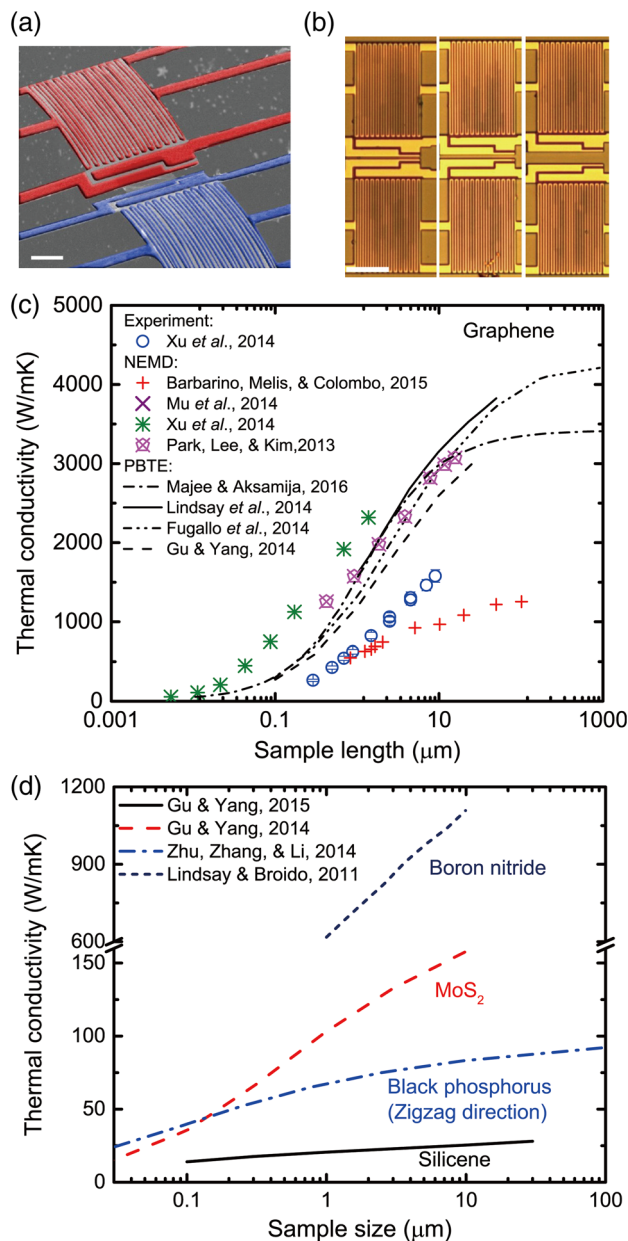 (a)
(b)
(c)
5000
4000
3000
2000
1000
0
Thermal conductivity (W/mK)
Graphene
Experiment:
Xu et al., 2014
NEMD:
Barbarino, Melis, & Colombo, 2015
Mu et al., 2014
Xu et al., 2014
Park, Lee, & Kim,2013
PBTE:
Majee & Aksamija, 2016
Lindsay et al., 2014
Fugallo et al., 2014
Gu & Yang, 2014
0.001
0.1
10
1000
Sample length (μm)
(d)
1200
900
600
150
100
50
25
0
Thermal conductivity (W/mK)
Gu & Yang, 2015
Gu & Yang, 2014
Zhu, Zhang, & Li, 2014
Lindsay & Broido, 2011
Boron nitride
MoS₂
Black phosphorus
(Zigzag direction)
Silicene
0.1
1
10
100
Sample size (μm)